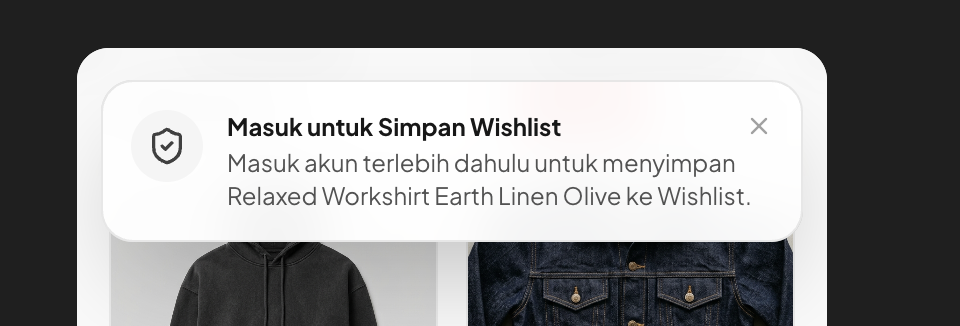 Masuk untuk Simpan Wishlist
Masuk akun terlebih dahulu untuk menyimpan
Relaxed Workshirt Earth Linen Olive ke Wishlist.